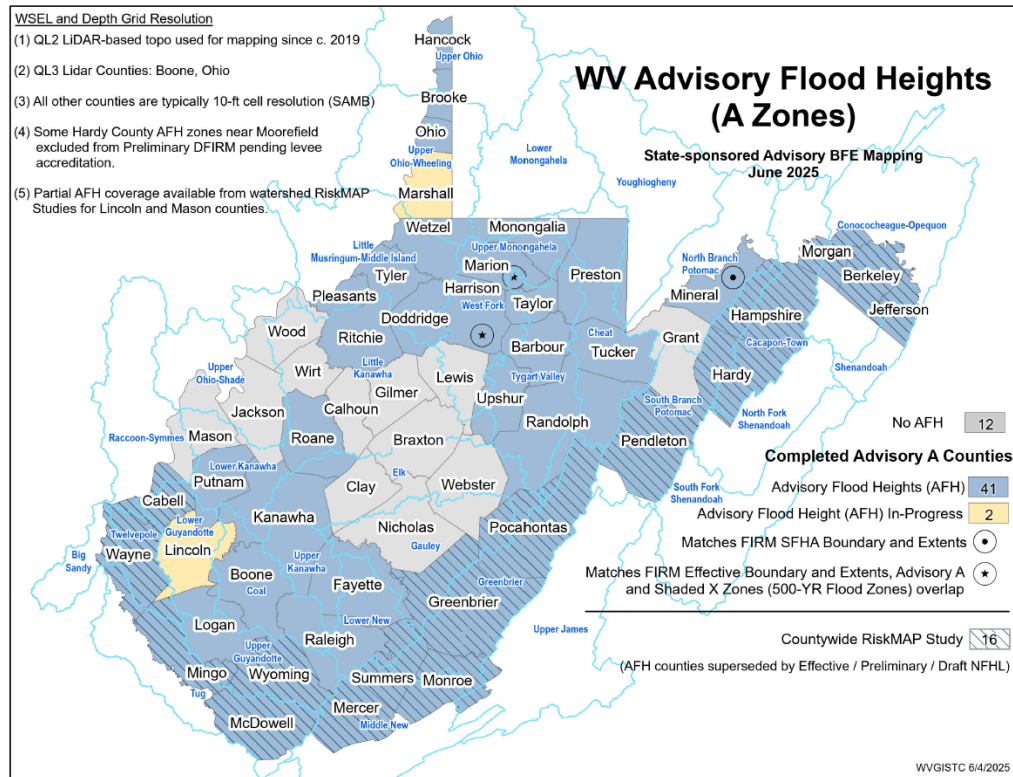 WSEL and Depth Grid Resolution
(1) QL2 LiDAR-based topo used for mapping since c. 2019
(2) QL3 Lidar Counties: Boone, Ohio
(3) All other counties are typically 10-ft cell resolution (SAMB)
(4) Some Hardy County AFH zones near Moorefield
excluded from Preliminary DFIRM pending levee
accreditation.
(5) Partial AFH coverage available from watershed RiskMAP
Studies for Lincoln and Mason counties.
WV Advisory Flood Heights
(A Zones)
State-sponsored Advisory BFE Mapping
June 2025
Hancock
Upper Ohio
Brooke
Ohio
Upper
Ohio-Wheeling
Marshall
Lower
Monongahela
Youghiogheny
Wetzel
Monongalia
Little
Musringum-Middle Island
Upper Monongahela
Marion
Preston
Tyler
Harrison
Pleasants
West Fork
Taylor
Doddridge
Ritchie
Barbour
Cheat
Tucker
Conococheague-Opequon
Morgan
Berkeley
Jefferson
North Branch
Potomac
Mineral
Hampshire
Cacapon-Town
Grant
Hardy
Shenandoah
South Branch
Potomac
North Fork
Shenandoah
Pendleton
South Fork
Shenandoah
Wood
Wirt
Little
Kanawha
Lewis
Gilmer
Tygart Valley
Upshur
Upper
Ohio-Shade
Calhoun
Jackson
Randolph
Mason
Roane
Braxton
Raccoon-Symmes
Lower Kanawha
Elk
Putnam
Clay
Webster
Cabell
Kanawha
Nicholas
Pocahontas
Lower
Guyandotte
Twelvepole
Wayne
Lincoln
Gauley
Big
Sandy
Upper
Kanawha
Boone
Coal
Fayette
Greenbrier
Greenbrier
Logan
Lower New
Raleigh
Upper James
Upper
Guyandotte
Mingo
Wyoming
Summers
Monroe
Tug
Mercer
McDowell
Middle New
No AFH 12
Completed Advisory A Counties
Advisory Flood Heights (AFH) 41
Advisory Flood Height (AFH) In-Progress 2
Matches FIRM SFHA Boundary and Extents
Matches FIRM Effective Boundary and Extents, Advisory A
and Shaded X Zones (500-YR Flood Zones) overlap
Countywide RiskMAP Study 16
(AFH counties superseded by Effective / Preliminary / Draft NFHL)
WVGISTC 6/4/2025